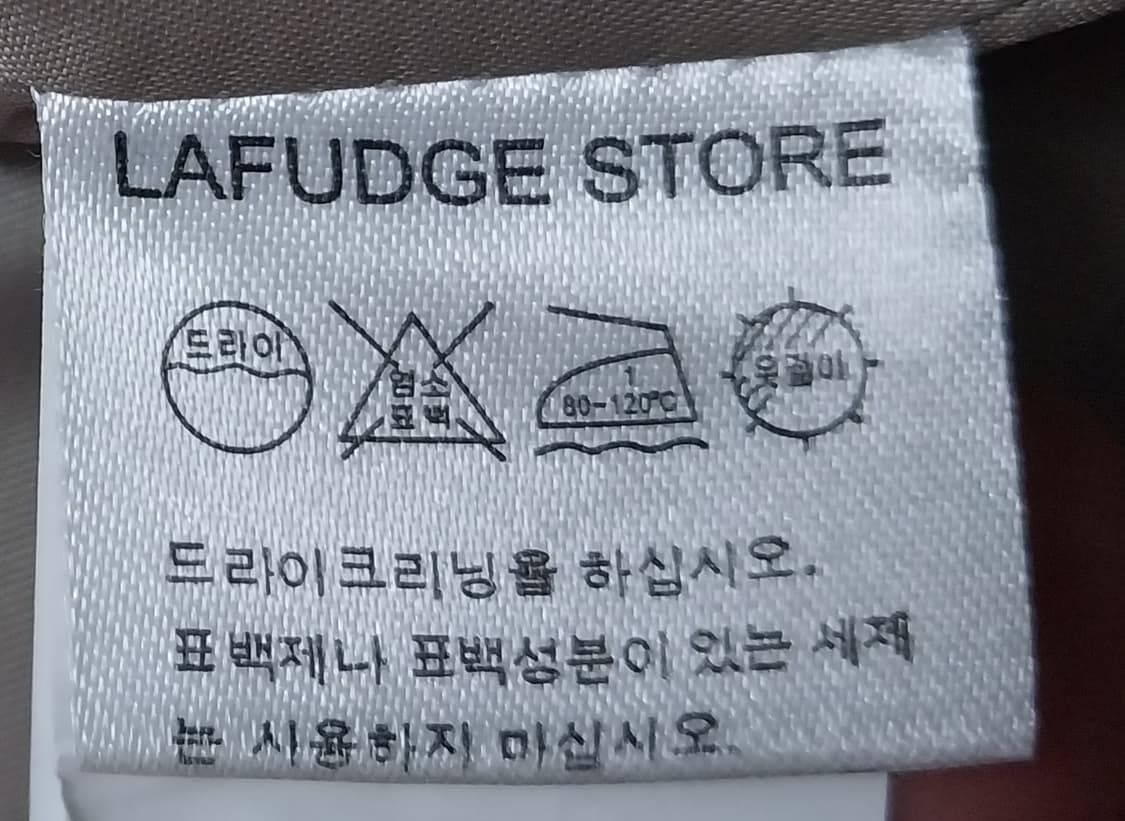 LAFUDGE STORE
드라이
염소
표백
1
80-120℃
옷걸이
드라이크리닝을 하십시오.
표백제나 표백성분이 있는 세제
는 사용하지 마십시오.